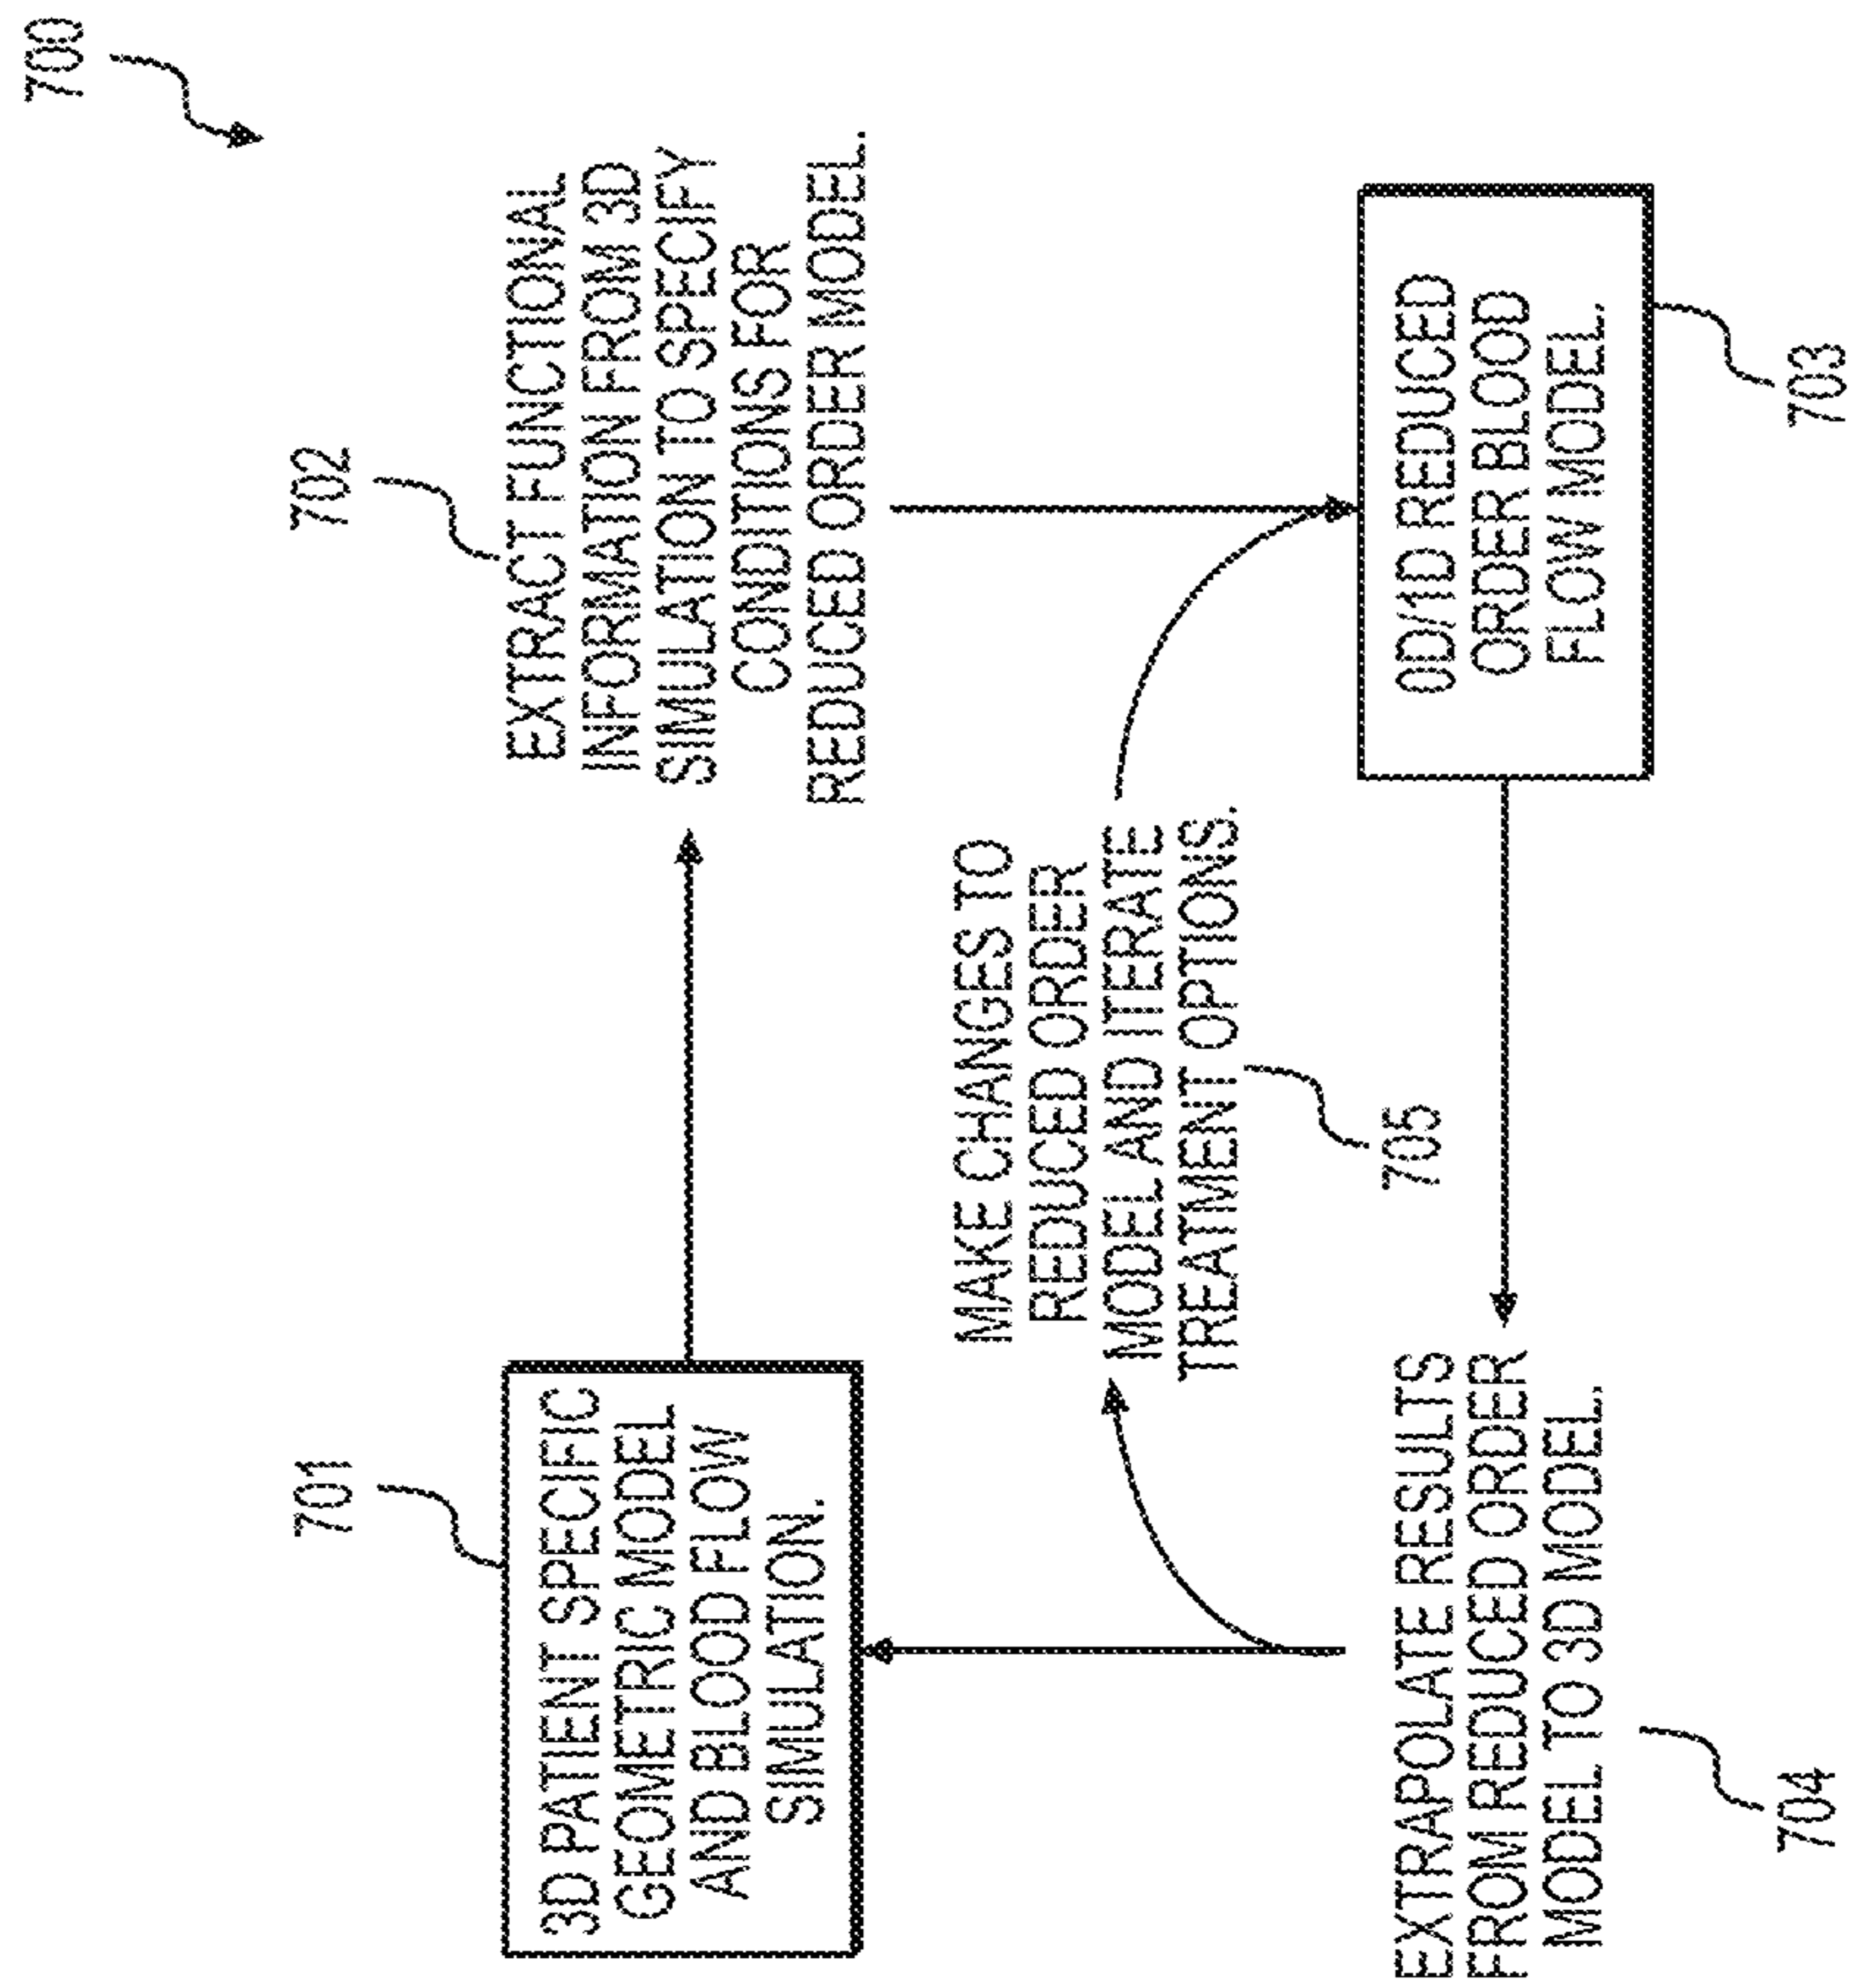 700
701
3D PATIENT SPECIFIC
GEOMETRIC MODEL
AND BLOOD FLOW
SIMULATION.
702
EXTRACT FUNCTIONAL
INFORMATION FROM 3D
SIMULATION TO SPECIFY
CONDITIONS FOR
REDUCED ORDER MODEL.
MAKE CHANGES TO
REDUCED ORDER
MODEL AND ITERATE
TREATMENT OPTIONS.
705
EXTRAPOLATE RESULTS
FROM REDUCED ORDER
MODEL TO 3D MODEL.
704
0D/1D REDUCED
ORDER BLOOD
FLOW MODEL.
703